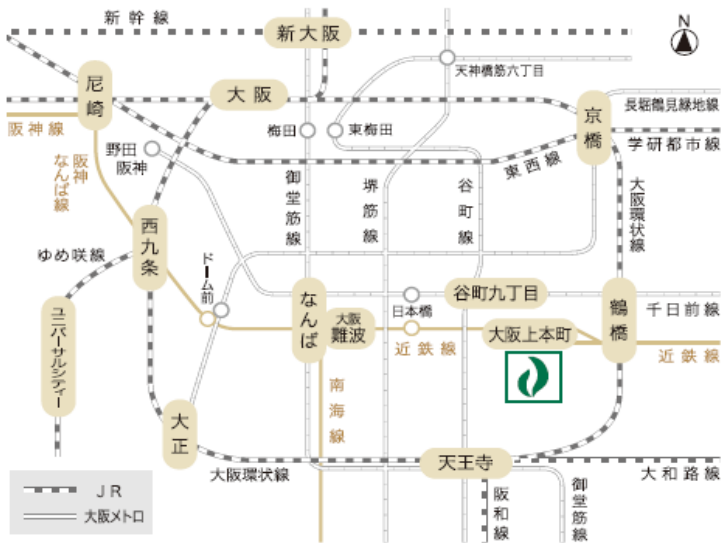 新幹線
新大阪
N
天神橋筋六丁目
尼崎
大阪
京橋
長堀鶴見緑地線
阪神線
梅田
東梅田
学研都市線
野田
阪神
東西線
阪神
なんば線
御堂筋線
堺筋線
谷町線
大阪環状線
西九条
ゆめ咲線
ドーム前
なんば
大阪
難波
日本橋
谷町九丁目
鶴橋
千日前線
ユニバーサルシティー
近鉄線
大阪上本町
近鉄線
南海線
大正
大阪環状線
天王寺
大和路線
阪和線
御堂筋線
JR
大阪メトロ